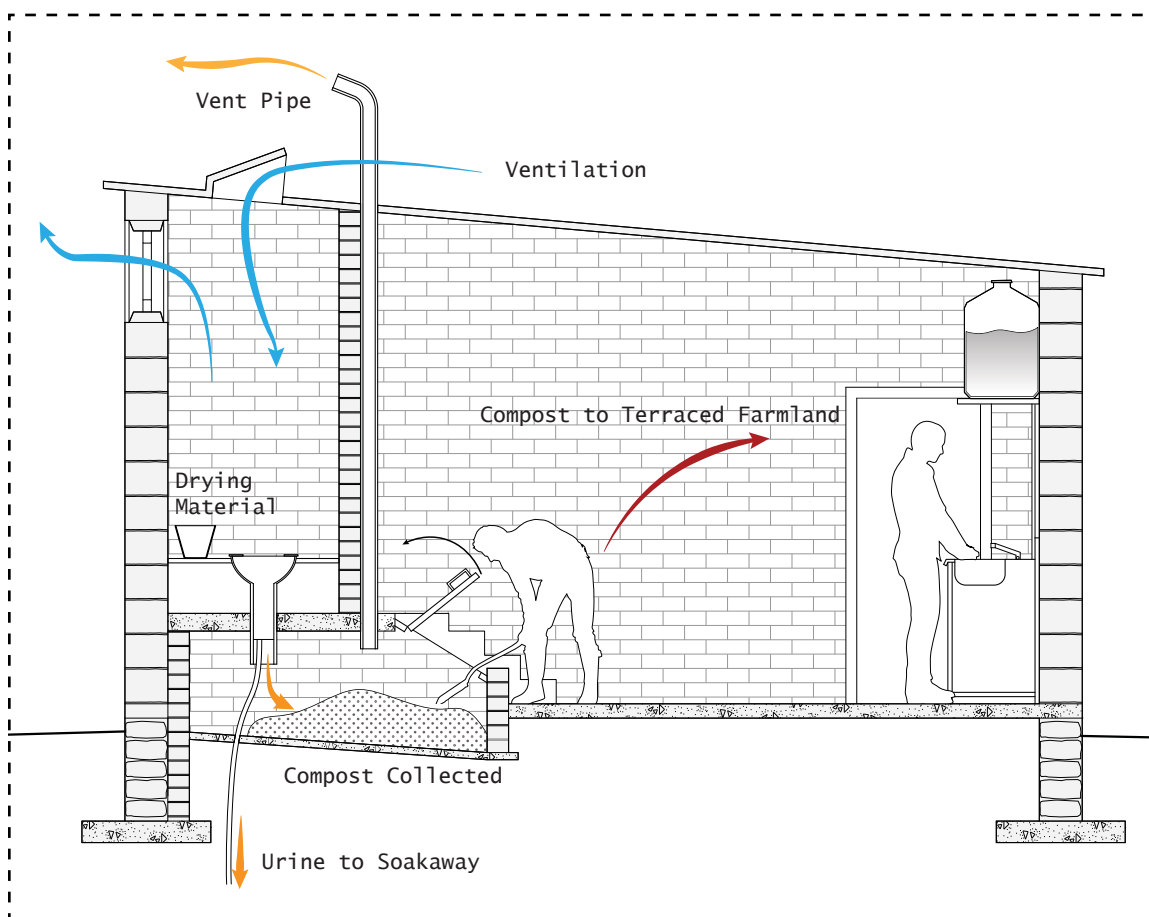 Vent Pipe
Ventilation
Compost to Terraced Farmland
Drying
Material
Compost Collected
Urine to Soakaway